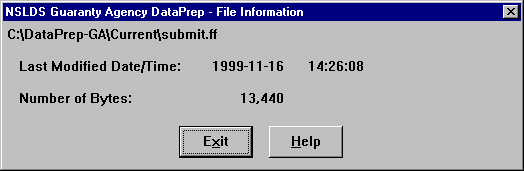 NSLDS Guaranty Agency DataPrep - File Information
C:\DataPrep-GA\Current\submit.ff
Last Modified Date/Time: 1999-11-16 14:26:08
Number of Bytes: 13,440
Exit Help